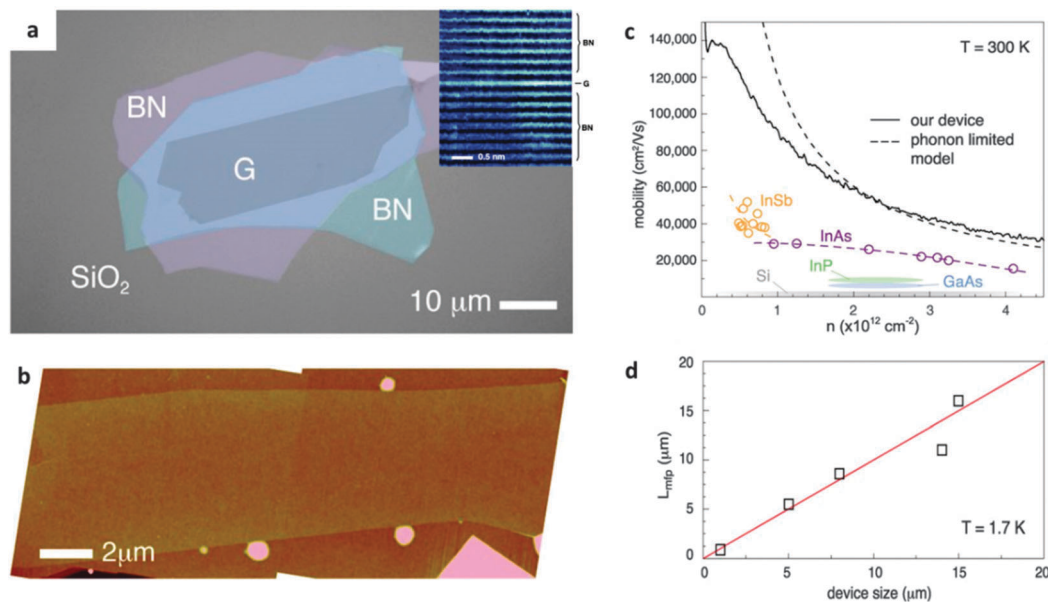 a
BN
G
BN
SiO2
10 μm
BN
G
BN
0.5 nm
b
2μm
c
T = 300 K
our device
phonon limited
model
InSb
InAs
InP
GaAs
Si
mobility (cm²/Vs)
140,000
120,000
100,000
80,000
60,000
40,000
20,000
0
1
2
3
4
n (x10¹² cm⁻²)
d
Lmfp (μm)
20
15
10
5
0
T = 1.7 K
0
5
10
15
20
device size (μm)